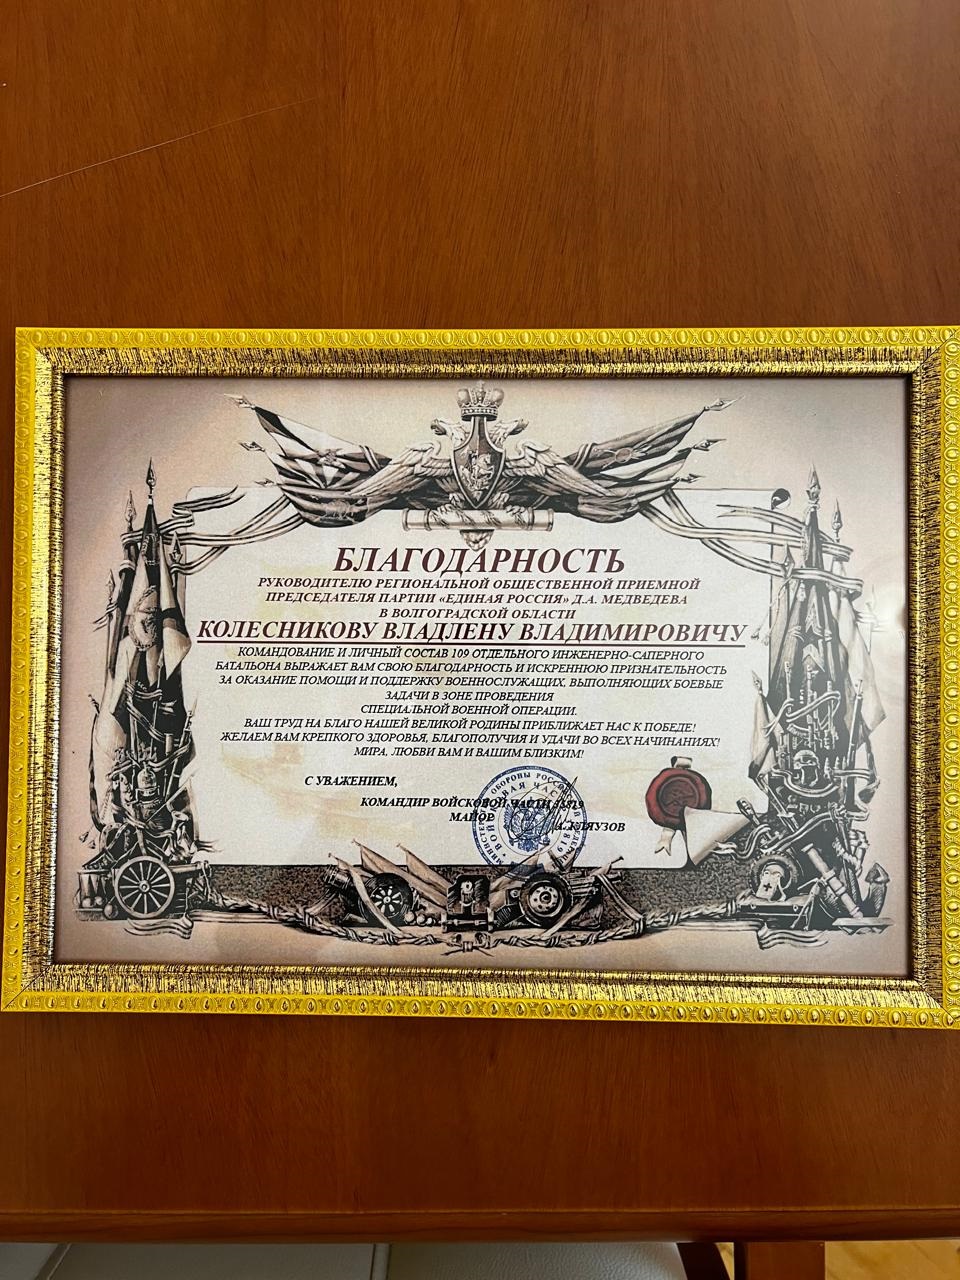 БЛАГОДАРНОСТЬ
РУКОВОДИТЕЛЮ РЕГИОНАЛЬНОЙ ОБЩЕСТВЕННОЙ ПРИЕМНОЙ
ПРЕДСЕДАТЕЛЯ ПАРТИИ «ЕДИНАЯ РОССИЯ» Д.А. МЕДВЕДЕВА
В ВОЛГОГРАДСКОЙ ОБЛАСТИ
КОЛЕСНИКОВУ ВЛАДЛЕНУ ВЛАДИМИРОВИЧУ
КОМАНДОВАНИЕ И ЛИЧНЫЙ СОСТАВ 109 ОТДЕЛЬНОГО ИНЖЕНЕРНО-САПЕРНОГО
БАТАЛЬОНА ВЫРАЖАЕТ ВАМ СВОЮ БЛАГОДАРНОСТЬ И ИСКРЕННЮЮ ПРИЗНАТЕЛЬНОСТЬ
ЗА ОКАЗАНИЕ ПОМОЩИ И ПОДДЕРЖКУ ВОЕННОСЛУЖАЩИХ, ВЫПОЛНЯЮЩИХ БОЕВЫЕ
ЗАДАЧИ В ЗОНЕ ПРОВЕДЕНИЯ
СПЕЦИАЛЬНОЙ ВОЕННОЙ ОПЕРАЦИИ.
ВАШ ТРУД НА БЛАГО НАШЕЙ ВЕЛИКОЙ РОДИНЫ ПРИБЛИЖАЕТ НАС К ПОБЕДЕ!
ЖЕЛАЕМ ВАМ КРЕПКОГО ЗДОРОВЬЯ, БЛАГОПОЛУЧИЯ И УДАЧИ ВО ВСЕХ НАЧИНАНИЯХ!
МИРА, ЛЮБВИ ВАМ И ВАШИМ БЛИЗКИМ!
С УВАЖЕНИЕМ,
КОМАНДИР ВОЙСКОВОЙ ЧАСТИ
МАЙОР
ОБОРОНЫ
ВОЙСКОВАЯ ЧАСТЬ